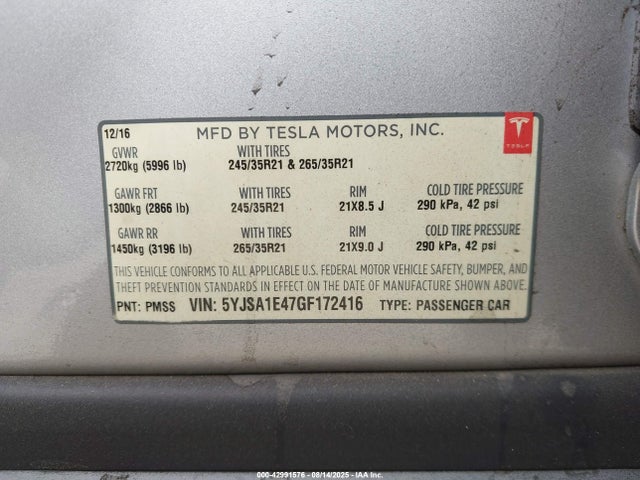 12/16 MFD BY TESLA MOTORS, INC.
TESLA
GVWR WITH TIRES
2720kg (5996 lb) 245/35R21 & 265/35R21
GAWR FRT WITH TIRES RIM COLD TIRE PRESSURE
1300kg (2866 lb) 245/35R21 21X8.5 J 290 kPa, 42 psi
GAWR RR WITH TIRES RIM COLD TIRE PRESSURE
1450kg (3196 lb) 265/35R21 21X9.0 J 290 kPa, 42 psi
THIS VEHICLE CONFORMS TO ALL APPLICABLE U.S. FEDERAL MOTOR VEHICLE SAFETY, BUMPER, AND
THEFT PREVENTION STANDARDS IN EFFECT ON THE DATE OF MANUFACTURE SHOWN ABOVE.
PNT: PMSS VIN: 5YJSA1E47GF172416 TYPE: PASSENGER CAR
000-42991576 - 08/14/2025 - IAA Inc.